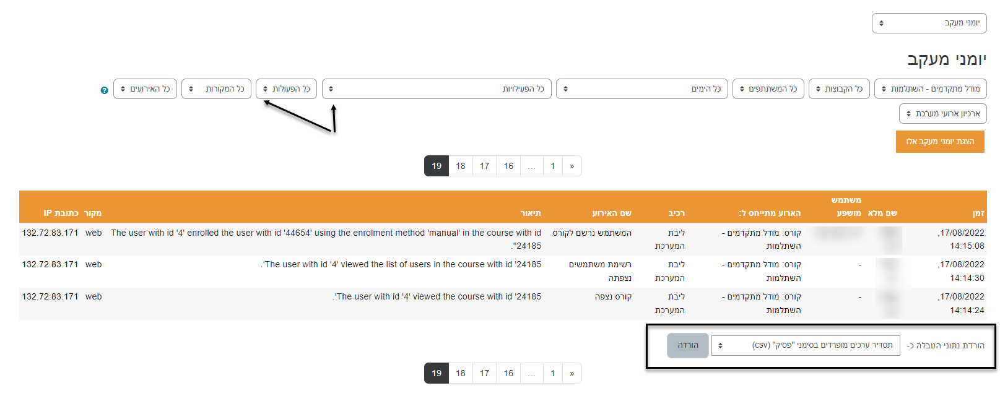 יומני מעקב
יומני מעקב
מודל מתקדמים - השתלמות כל הקבוצות כל המשתתפים כל הימים כל הפעילויות כל הפעולות כל המקורות כל האירועים ?
ארכיון ארועי מערכת
הצגת יומני מעקב אלו
19 18 17 16 ... 1 «
זמן שם מלא משתמש מושפע הארוע מתייחס ל: רכיב שם האירוע תיאור מקור כתובת IP
17/08/2022, 14:15:08 קורס: מודל מתקדמים - השתלמות ליבת המערכת המשתמש נרשם לקורס The user with id '4' enrolled the user with id '44654' using the enrolment method 'manual' in the course with id
24185". web 132.72.83.171
17/08/2022, 14:14:30 - קורס: מודל מתקדמים - השתלמות ליבת המערכת רשימת משתמשים נצפתה .'The user with id '4' viewed the list of users in the course with id '24185 web 132.72.83.171
17/08/2022, 14:14:24 - קורס: מודל מתקדמים - השתלמות ליבת המערכת קורס נצפה .'The user with id '4' viewed the course with id '24185 web 132.72.83.171
הורדת נתוני הטבלה כ- תסדיר ערכים מופרדים בסימני "פסיק" (csv) הורדה
19 18 17 16 ... 1 «